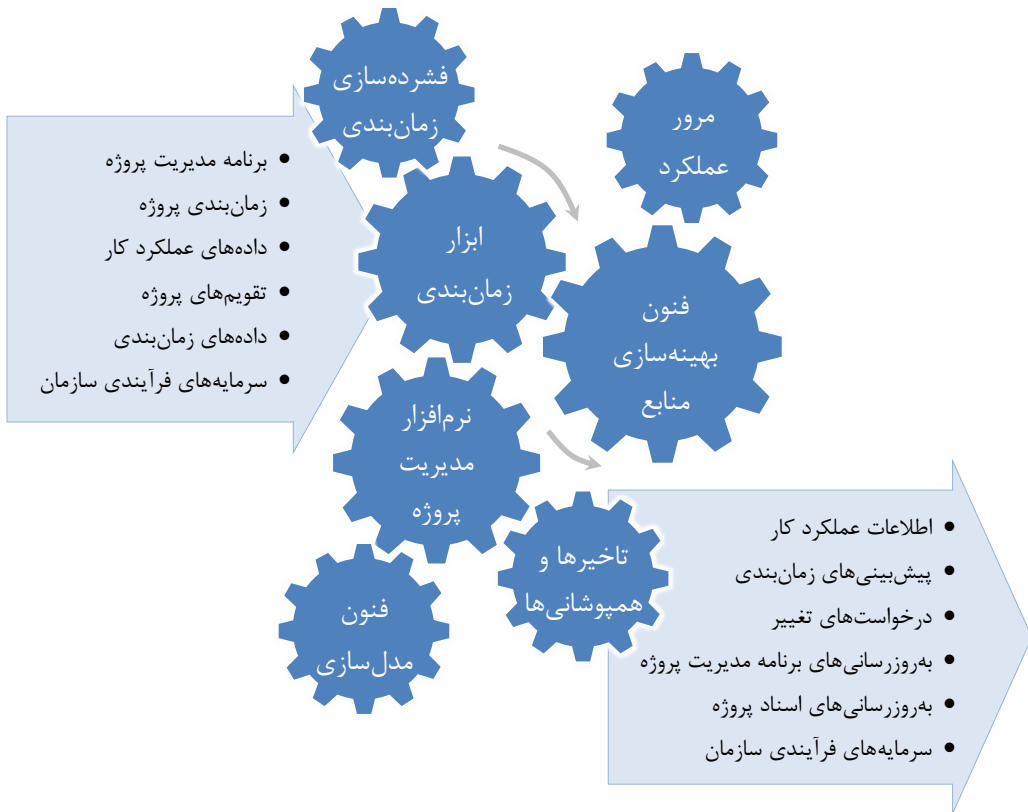 فشرده‌سازی
زمان‌بندی
مرور
عملکرد
• برنامه مدیریت پروژه
• زمان‌بندی پروژه
• داده‌های عملکرد کار
• تقویم‌های پروژه
• داده‌های زمان‌بندی
• سرمایه‌های فرآیندی سازمان
ابزار
زمان‌بندی
فنون
بهینه‌سازی
منابع
نرم‌افزار
مدیریت
پروژه
تاخیرها و
همپوشانی‌ها
فنون
مدل‌سازی
• اطلاعات عملکرد کار
• پیش‌بینی‌های زمان‌بندی
• درخواست‌های تغییر
• به‌روزرسانی‌های برنامه مدیریت پروژه
• به‌روزرسانی‌های اسناد پروژه
• سرمایه‌های فرآیندی سازمان